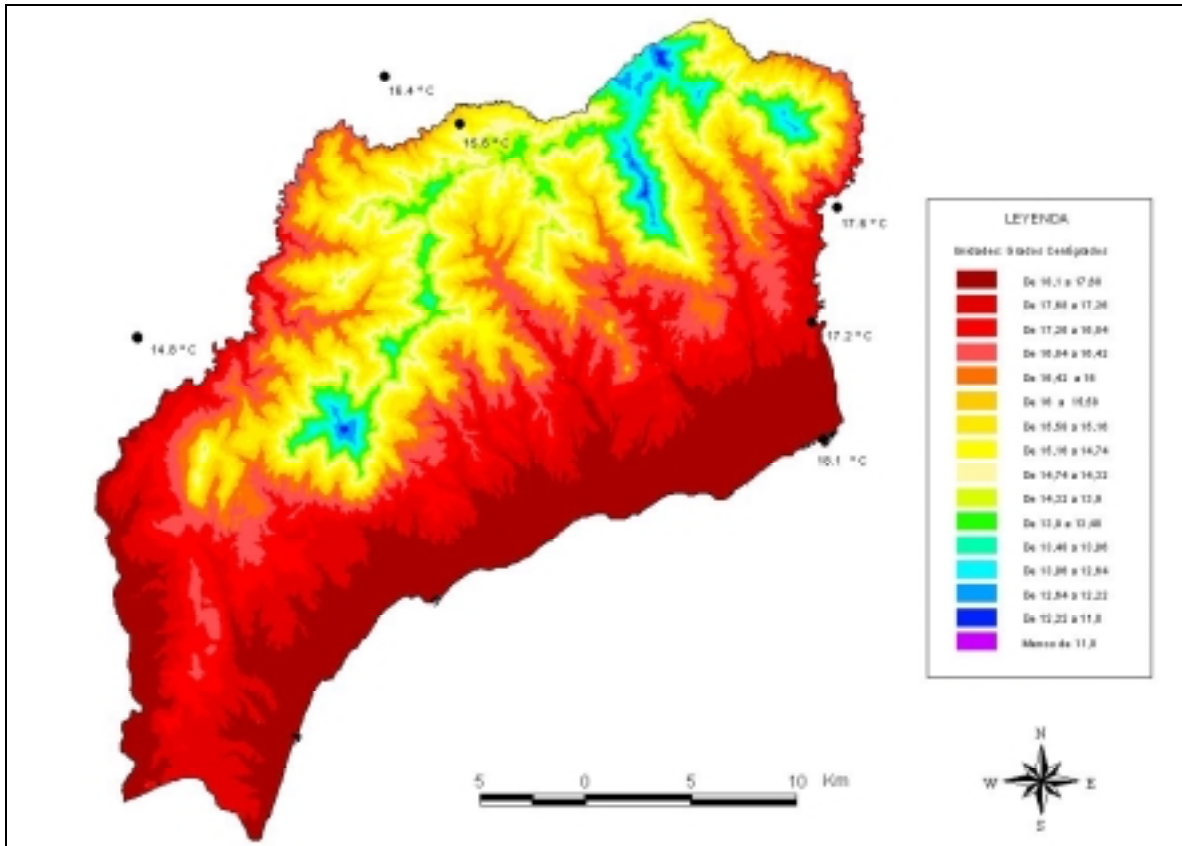 16.4 º C
15.6 º C
17.6 º C
14.8 º C
17.2 º C
18.1 º C
LEYENDA
Unidades: Grados Centígrados
De 18,1 a 17,68
De 17,68 a 17,26
De 17,26 a 16,84
De 16,84 a 16,42
De 16,42 a 16
De 16 a 15,58
De 15,58 a 15,16
De 15,16 a 14,74
De 14,74 a 14,32
De 14,32 a 13,9
De 13,9 a 13,48
De 13,48 a 13,06
De 13,06 a 12,64
De 12,64 a 12,22
De 12,22 a 11,8
Menos de 11,8
5 0 5 10 Km
N
W E
S